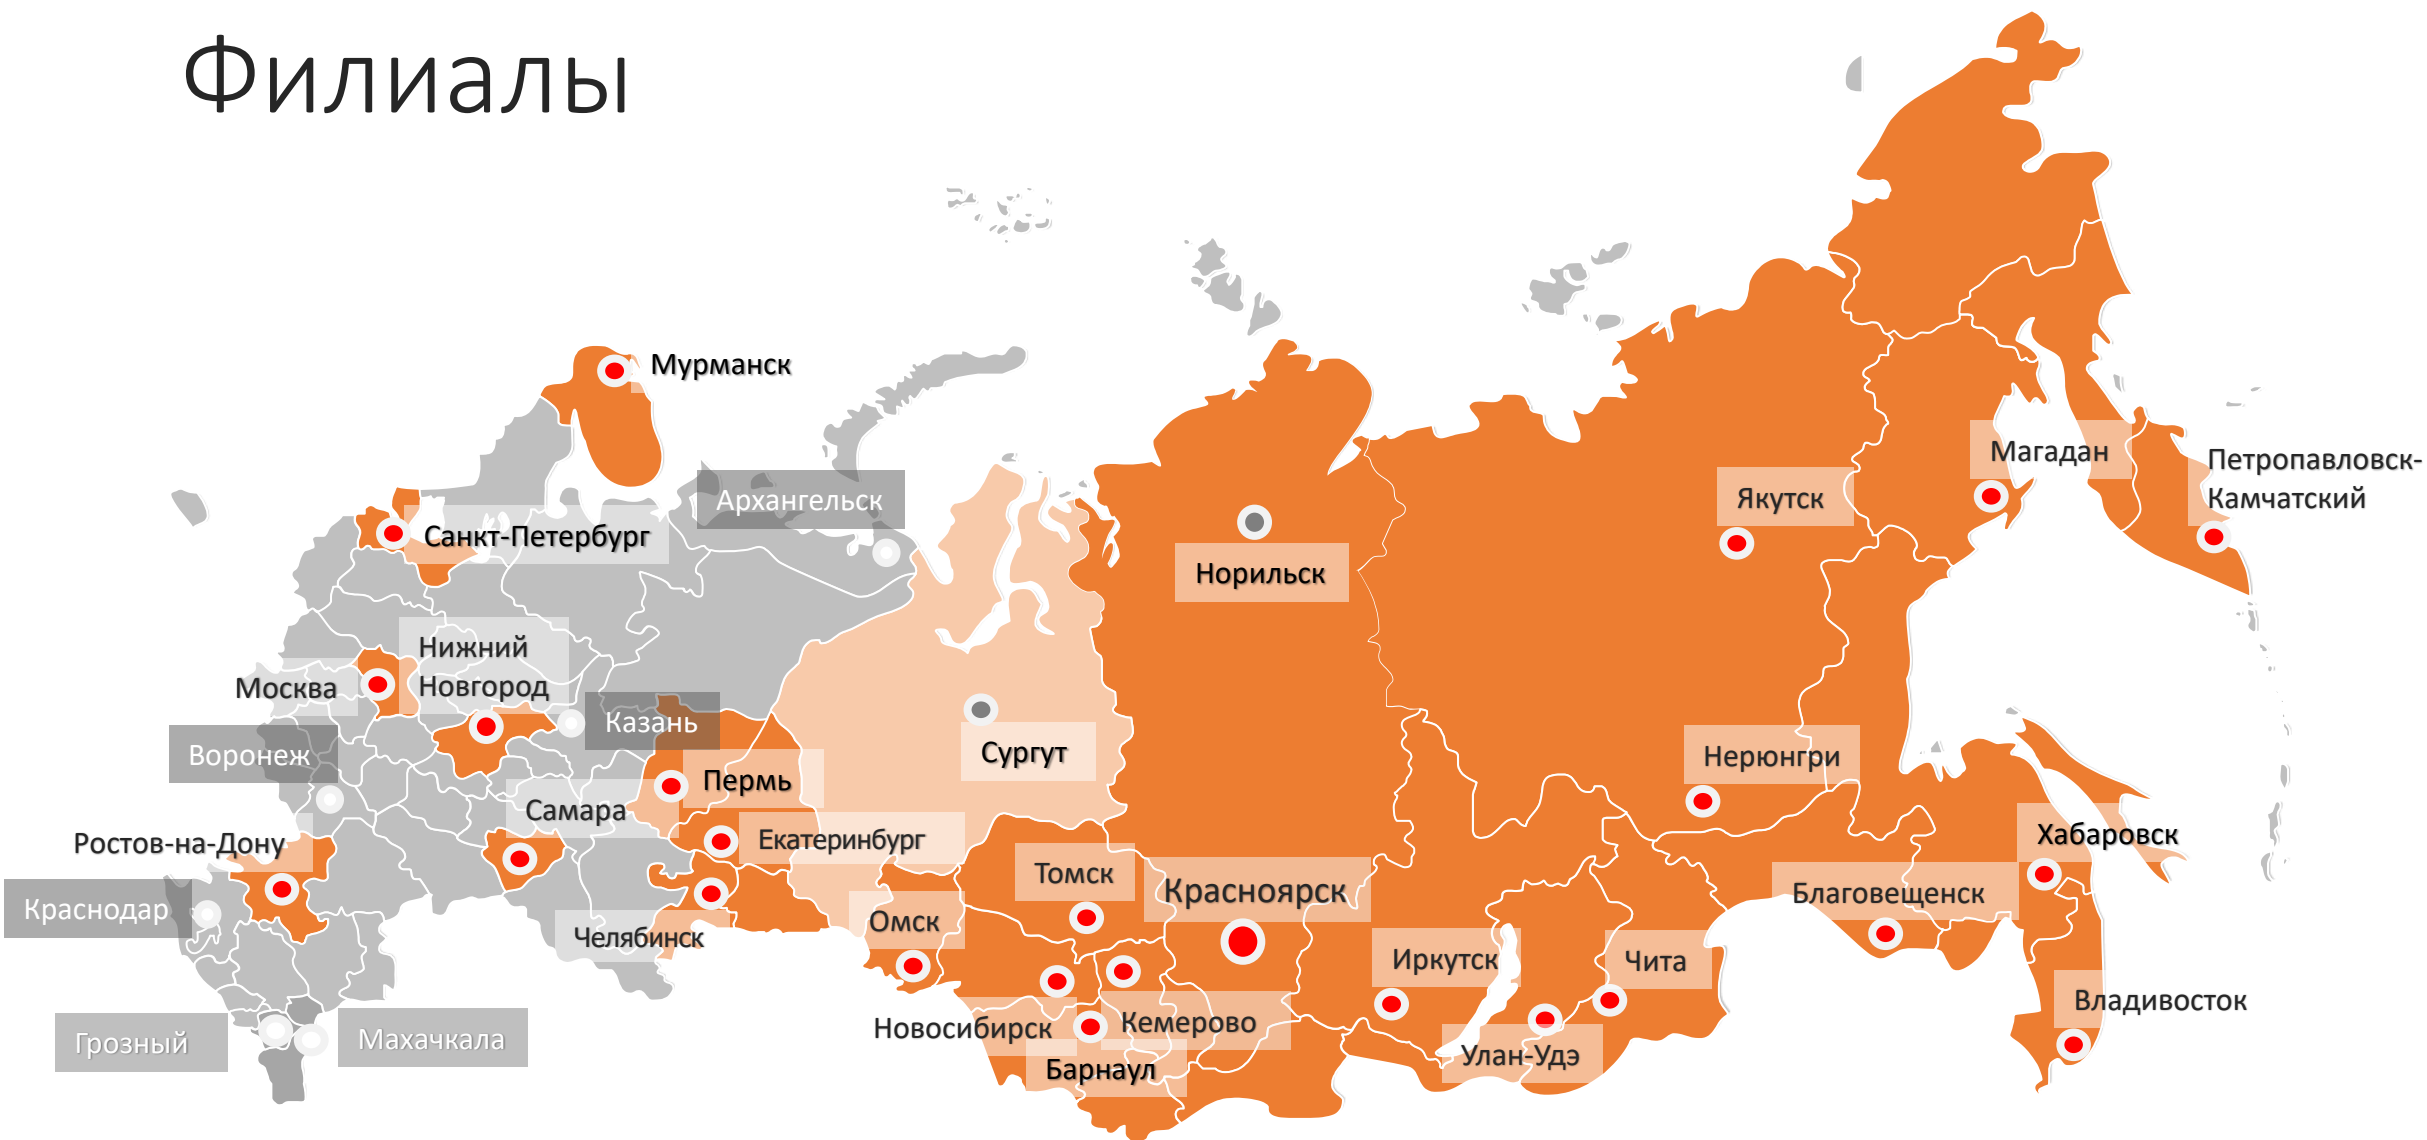 Филиалы
Мурманск
Архангельск
Санкт-Петербург
Норильск
Якутск
Магадан
Петропавловск-
Камчатский
Нижний
Новгород
Москва
Казань
Воронеж
Сургут
Пермь
Нерюнгри
Самара
Екатеринбург
Ростов-на-Дону
Хабаровск
Томск
Красноярск
Благовещенск
Краснодар
Омск
Челябинск
Иркутск
Чита
Владивосток
Новосибирск
Кемерово
Грозный
Махачкала
Улан-Удэ
Барнаул